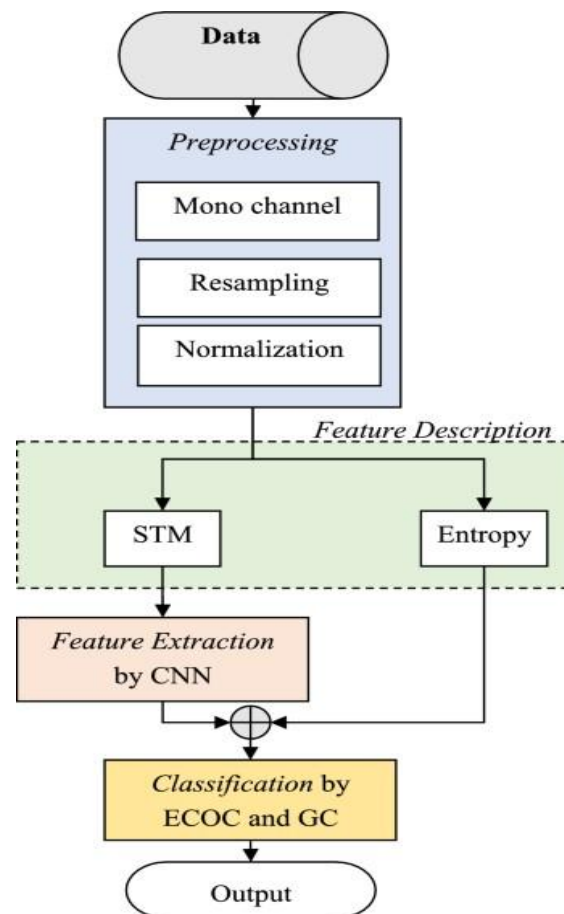 Data
Preprocessing
Mono channel
Resampling
Normalization
Feature Description
STM
Entropy
Feature Extraction
by CNN
Classification by
ECOC and GC
Output